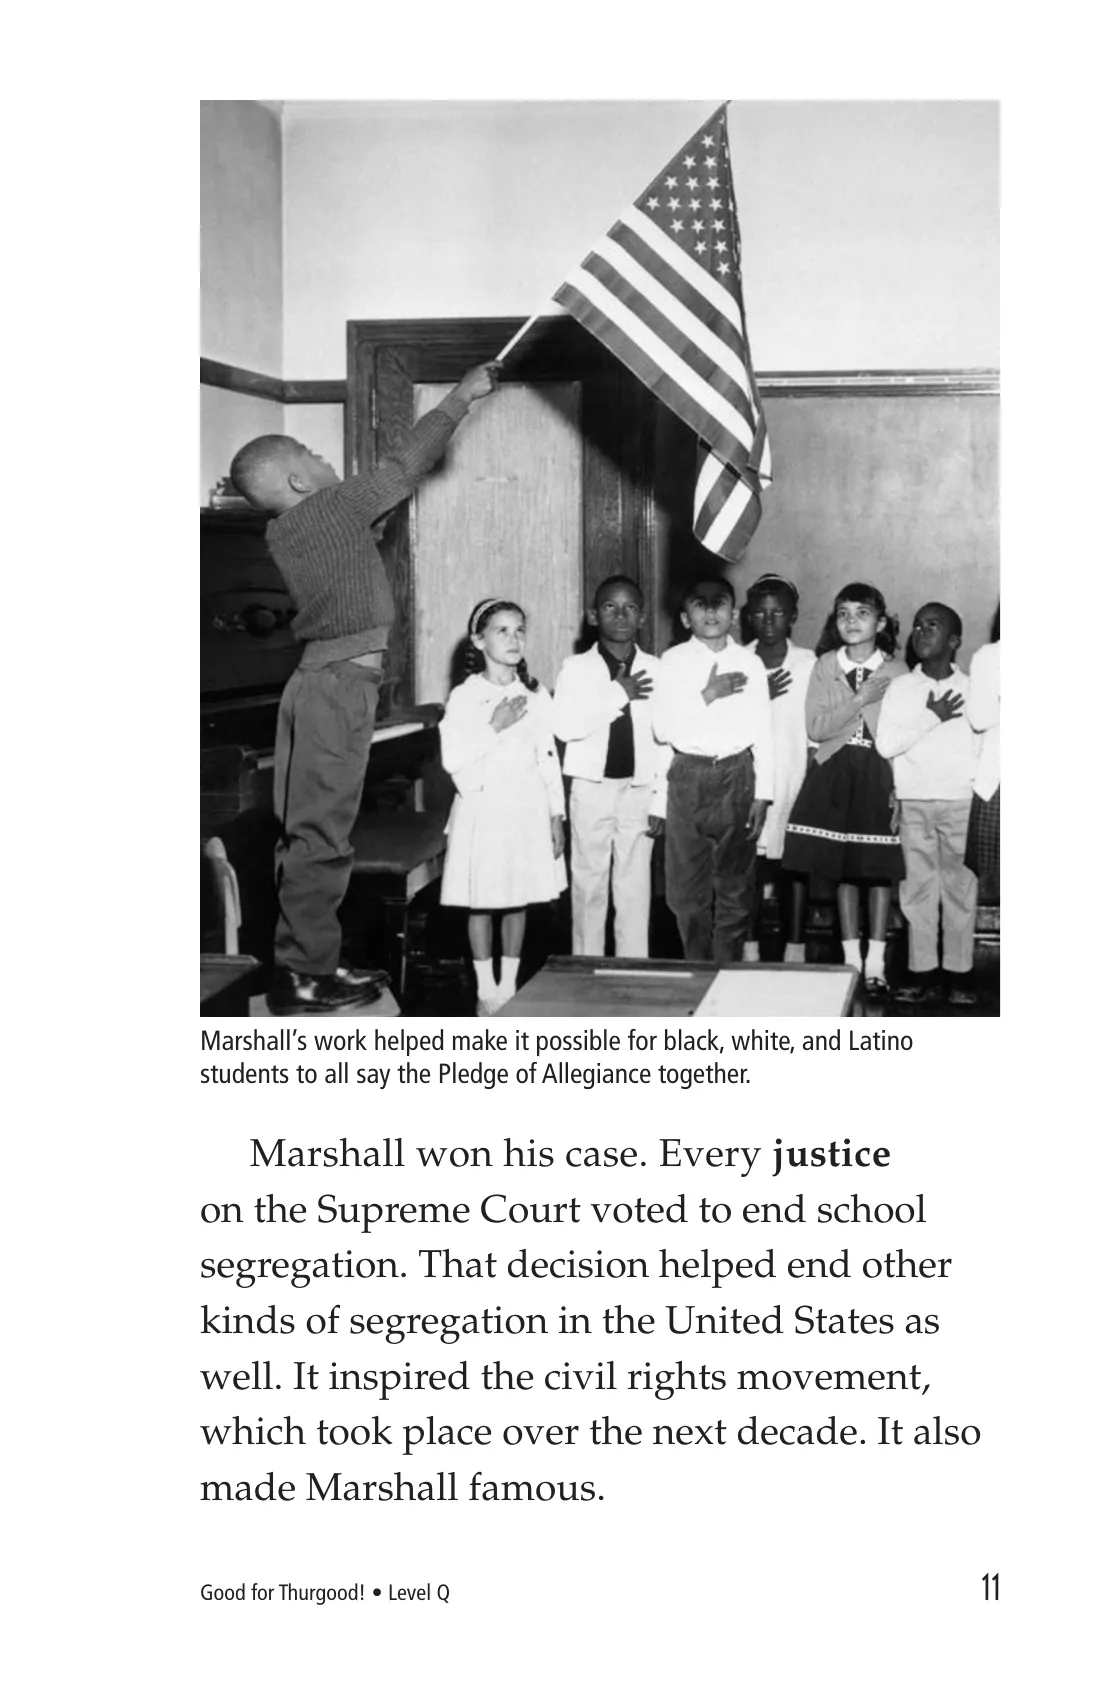 Marshall’s work helped make it possible for black, white, and Latino
students to all say the Pledge of Allegiance together.
Marshall won his case. Every justice
on the Supreme Court voted to end school
segregation. That decision helped end other
kinds of segregation in the United States as
well. It inspired the civil rights movement,
which took place over the next decade. It also
made Marshall famous.
Good for Thurgood! • Level Q
11